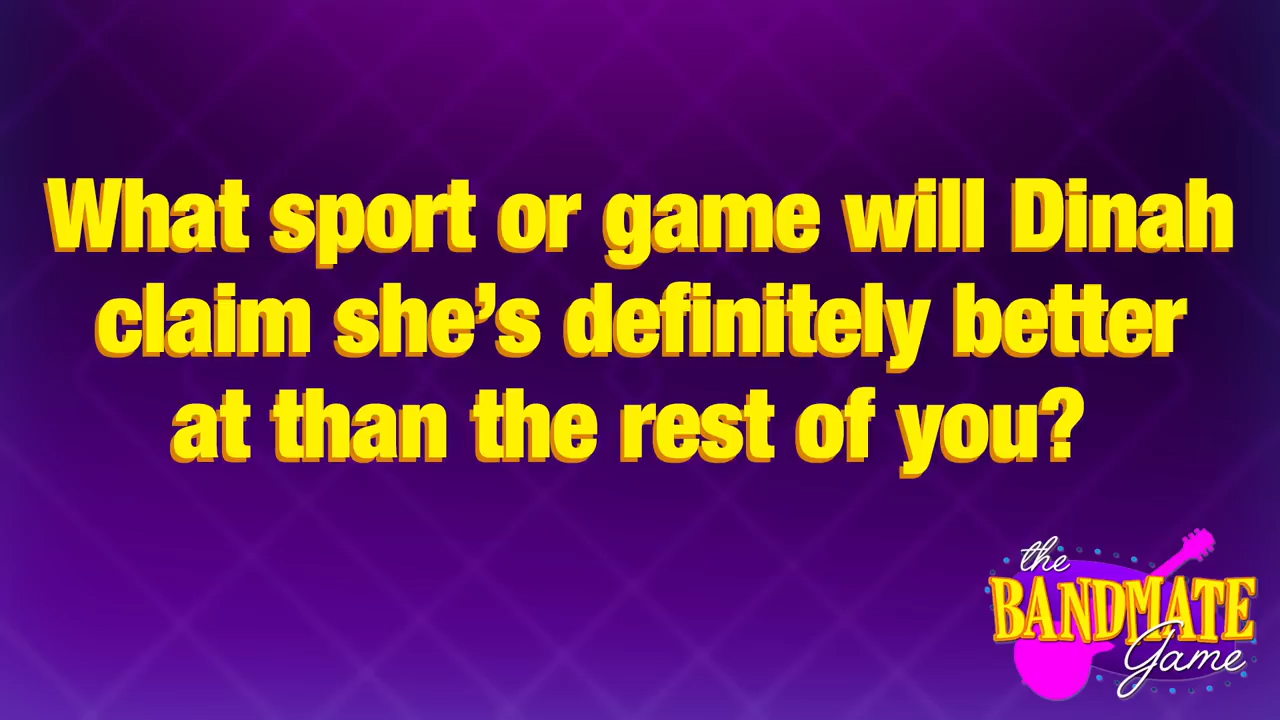 What sport or game will Dinah
claim she’s definitely better
at than the rest of you?
the
BANDMATE
Game